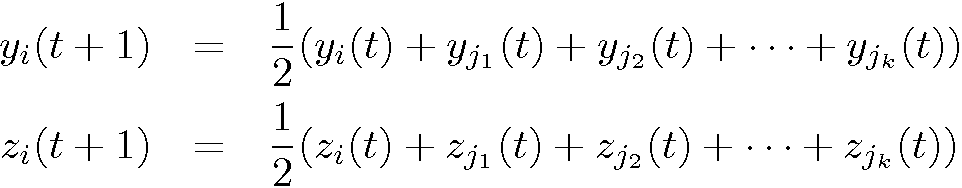 y_i(t + 1) = \frac{1}{2}(y_i(t) + y_{j_1}(t) + y_{j_2}(t) + \cdots + y_{j_k}(t))
z_i(t + 1) = \frac{1}{2}(z_i(t) + z_{j_1}(t) + z_{j_2}(t) + \cdots + z_{j_k}(t))